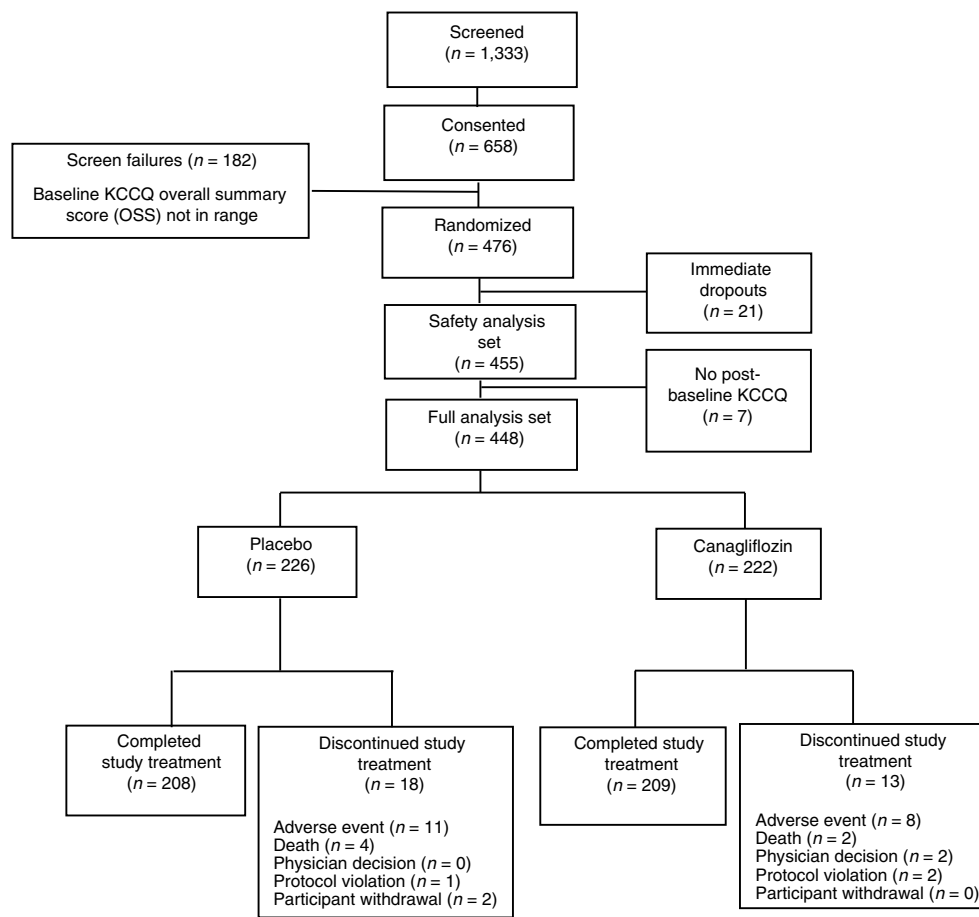 Screened
(n = 1,333)
Consented
(n = 658)
Screen failures (n = 182)
Baseline KCCQ overall summary
score (OSS) not in range
Randomized
(n = 476)
Immediate
dropouts
(n = 21)
Safety analysis
set
(n = 455)
No post-
baseline KCCQ
(n = 7)
Full analysis set
(n = 448)
Placebo
(n = 226)
Canagliflozin
(n = 222)
Completed
study treatment
(n = 208)
Discontinued study
treatment
(n = 18)
Adverse event (n = 11)
Death (n = 4)
Physician decision (n = 0)
Protocol violation (n = 1)
Participant withdrawal (n = 2)
Completed study
treatment
(n = 209)
Discontinued study
treatment
(n = 13)
Adverse event (n = 8)
Death (n = 2)
Physician decision (n = 2)
Protocol violation (n = 2)
Participant withdrawal (n = 0)